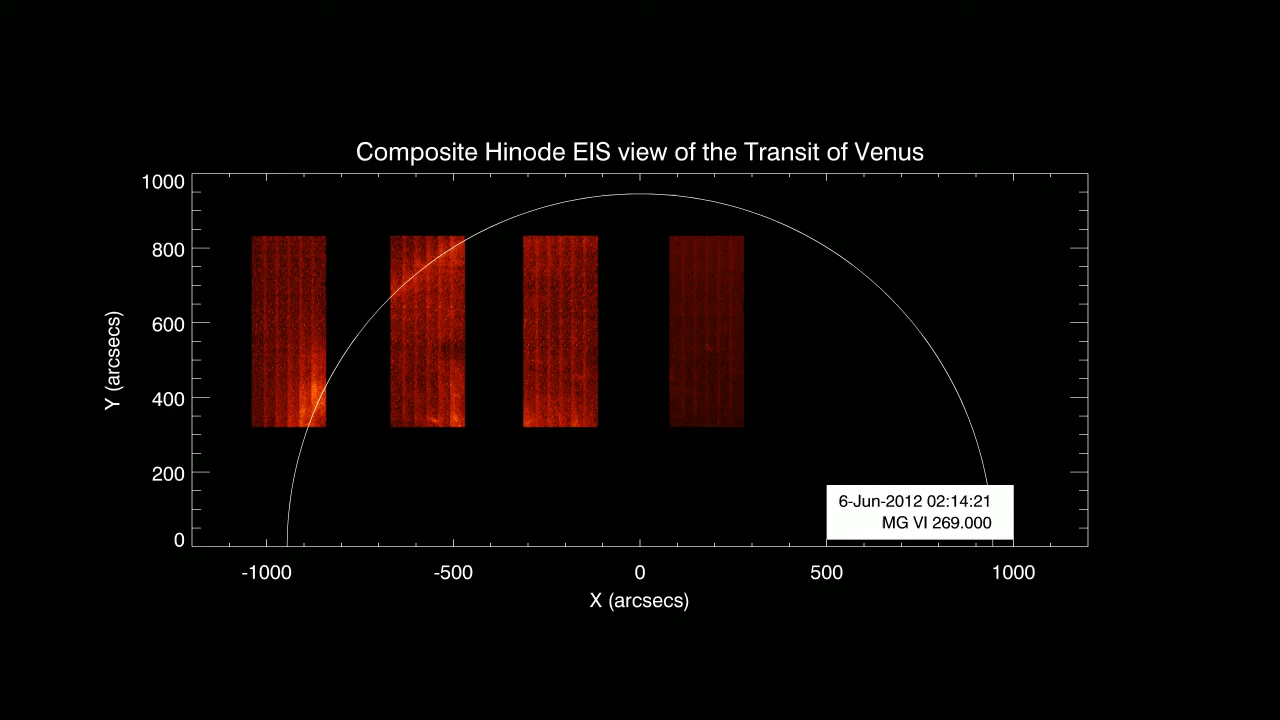 Composite Hinode EIS view of the Transit of Venus
1000
800
600
400
200
0
Y (arcsecs)
6-Jun-2012 02:14:21
MG VI 269.000
-1000 -500 0 500 1000
X (arcsecs)